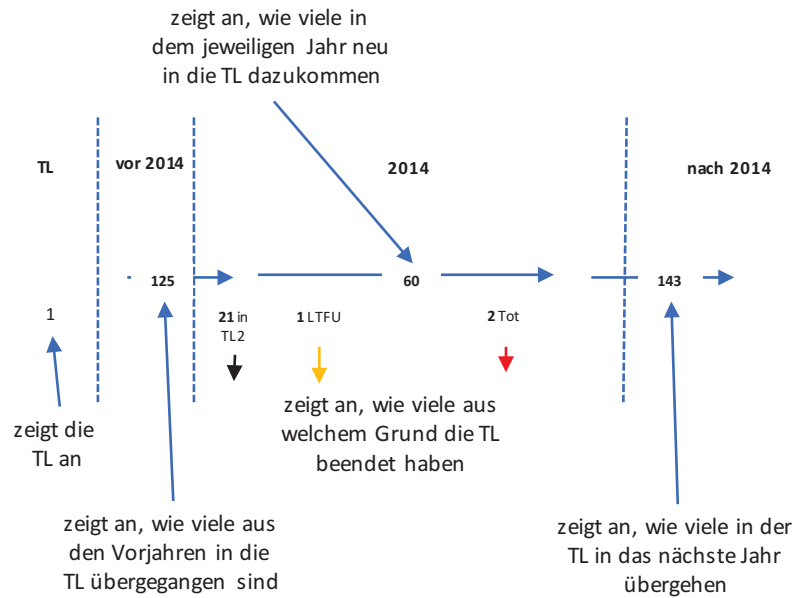 zeigt an, wie viele in
dem jeweiligen Jahr neu
in die TL dazukommen
TL
vor 2014
2014
nach 2014
125
60
143
1
21 in
TL2
1 LTFU
2 Tot
zeigt die
TL an
zeigt an, wie viele aus
welchem Grund die TL
beendet haben
zeigt an, wie viele aus
den Vorjahren in die
TL übergegangen sind
zeigt an, wie viele in der
TL in das nächste Jahr
übergehen